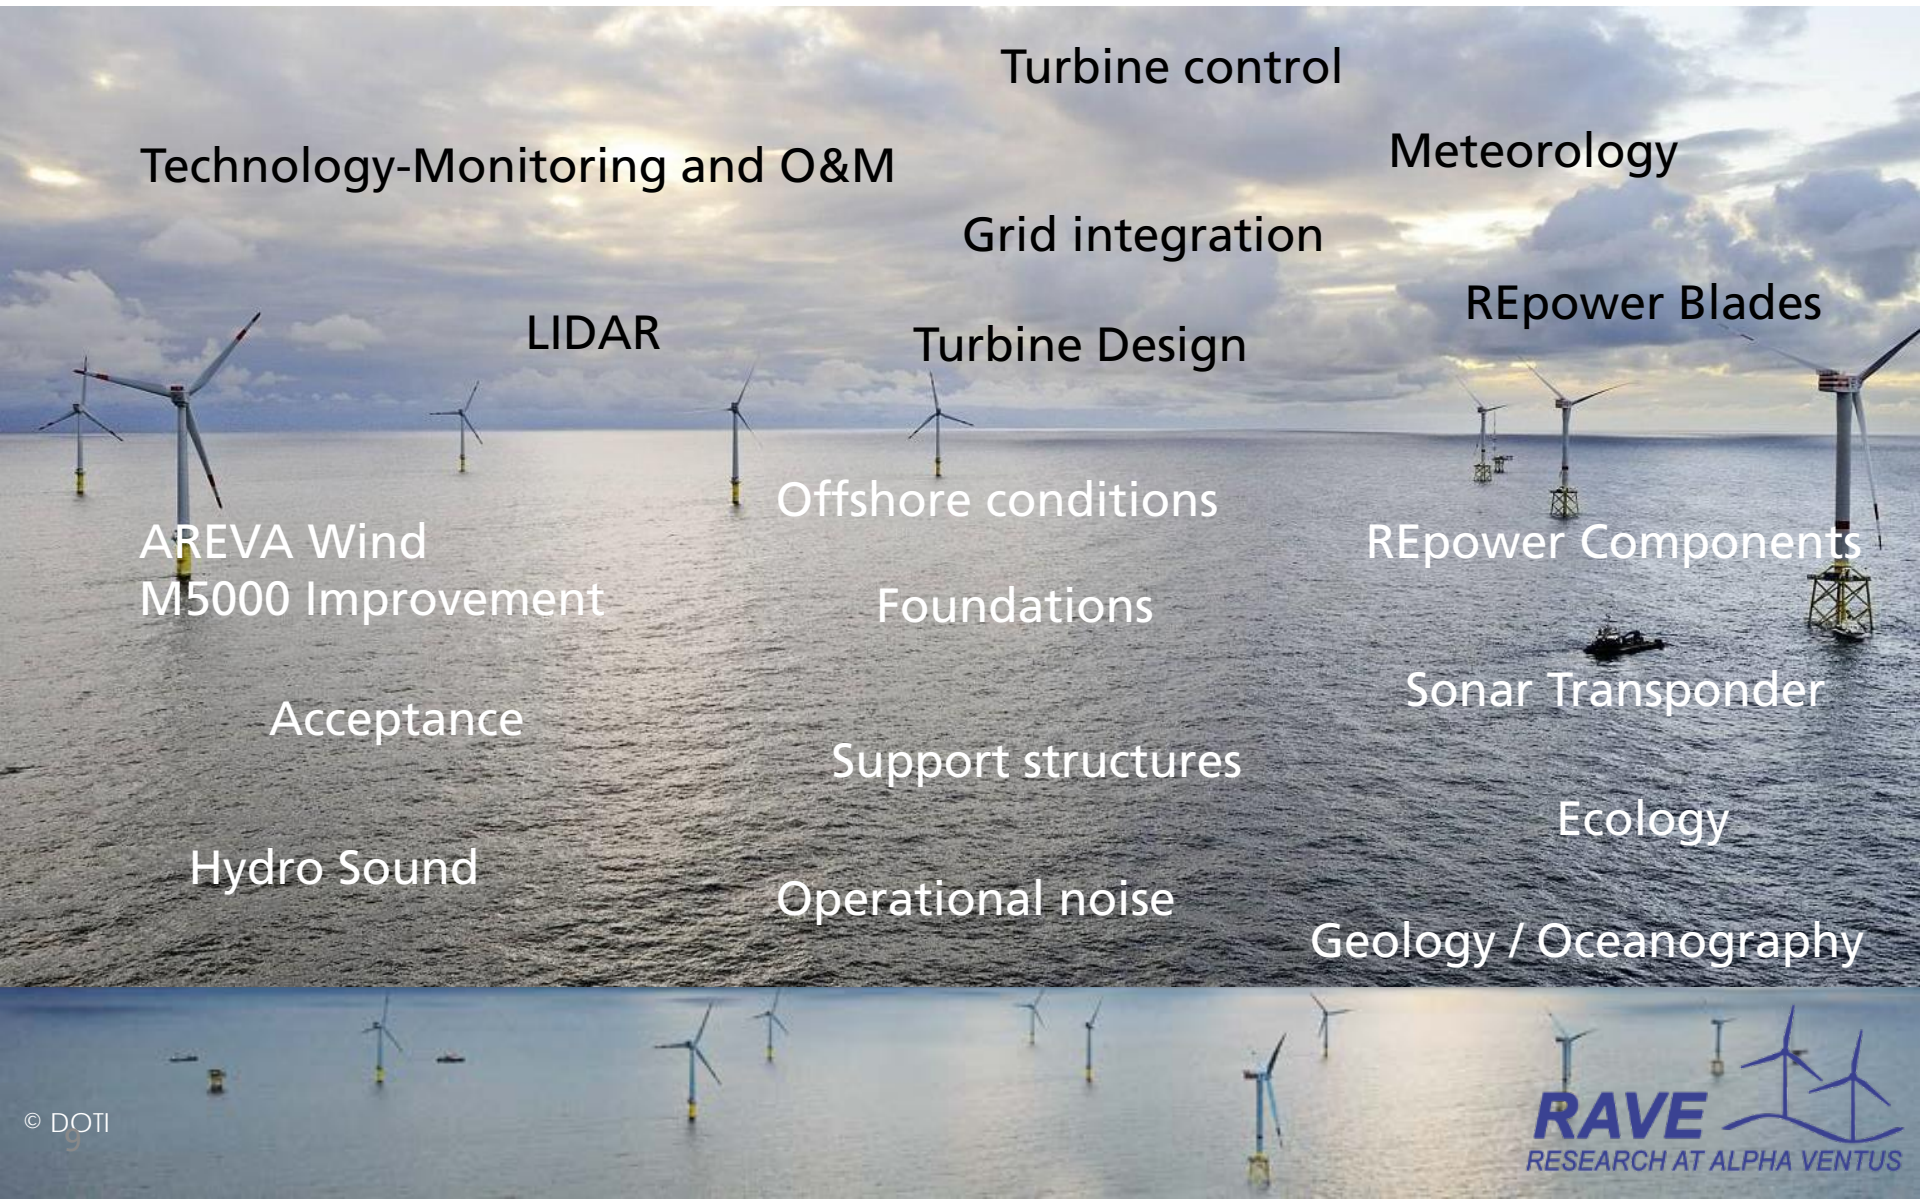 Turbine control
Meteorology
Technology-Monitoring and O&M
Grid integration
REpower Blades
LIDAR
Turbine Design
Offshore conditions
AREVA Wind
M5000 Improvement
REpower Components
Foundations
Sonar Transponder
Acceptance
Support structures
Ecology
Hydro Sound
Operational noise
Geology / Oceanography
© DOTI
9
RAVE
RESEARCH AT ALPHA VENTUS